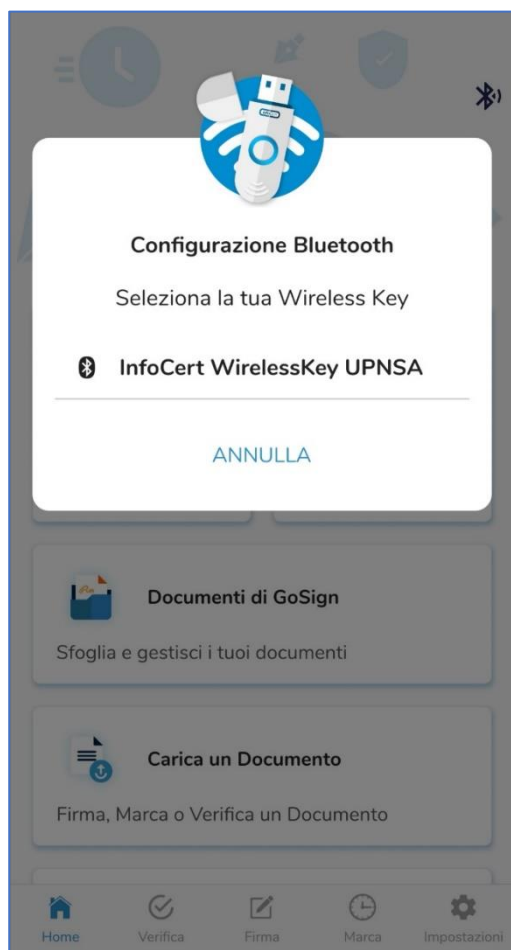 Configurazione Bluetooth
Seleziona la tua Wireless Key
InfoCert WirelessKey UPNSA
ANNULLA
Documenti di GoSign
Sfoglia e gestisci i tuoi documenti
Carica un Documento
Firma, Marca o Verifica un Documento
Home Verifica Firma Marca Impostazioni